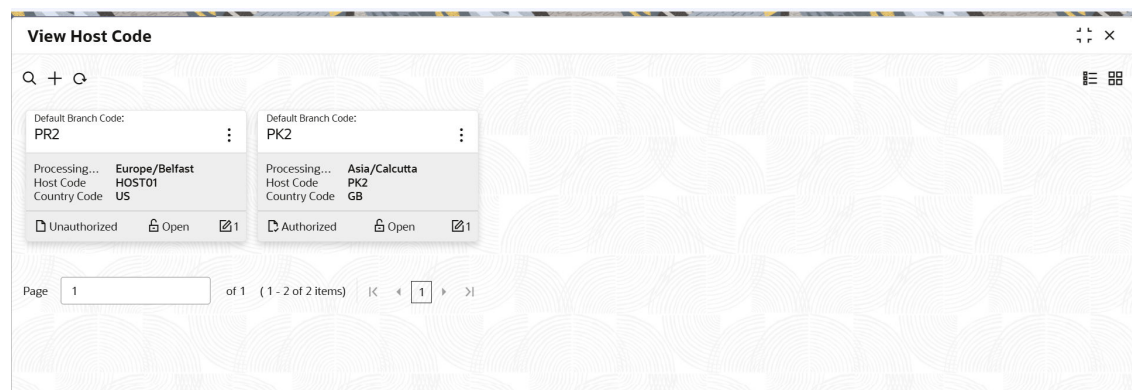 View Host Code
Default Branch Code:
PR2
Processing... Europe/Belfast
Host Code HOST01
Country Code US
Unauthorized Open 1
Default Branch Code:
PK2
Processing... Asia/Calcutta
Host Code PK2
Country Code GB
Authorized Open 1
Page 1 of 1 (1 - 2 of 2 items) 1